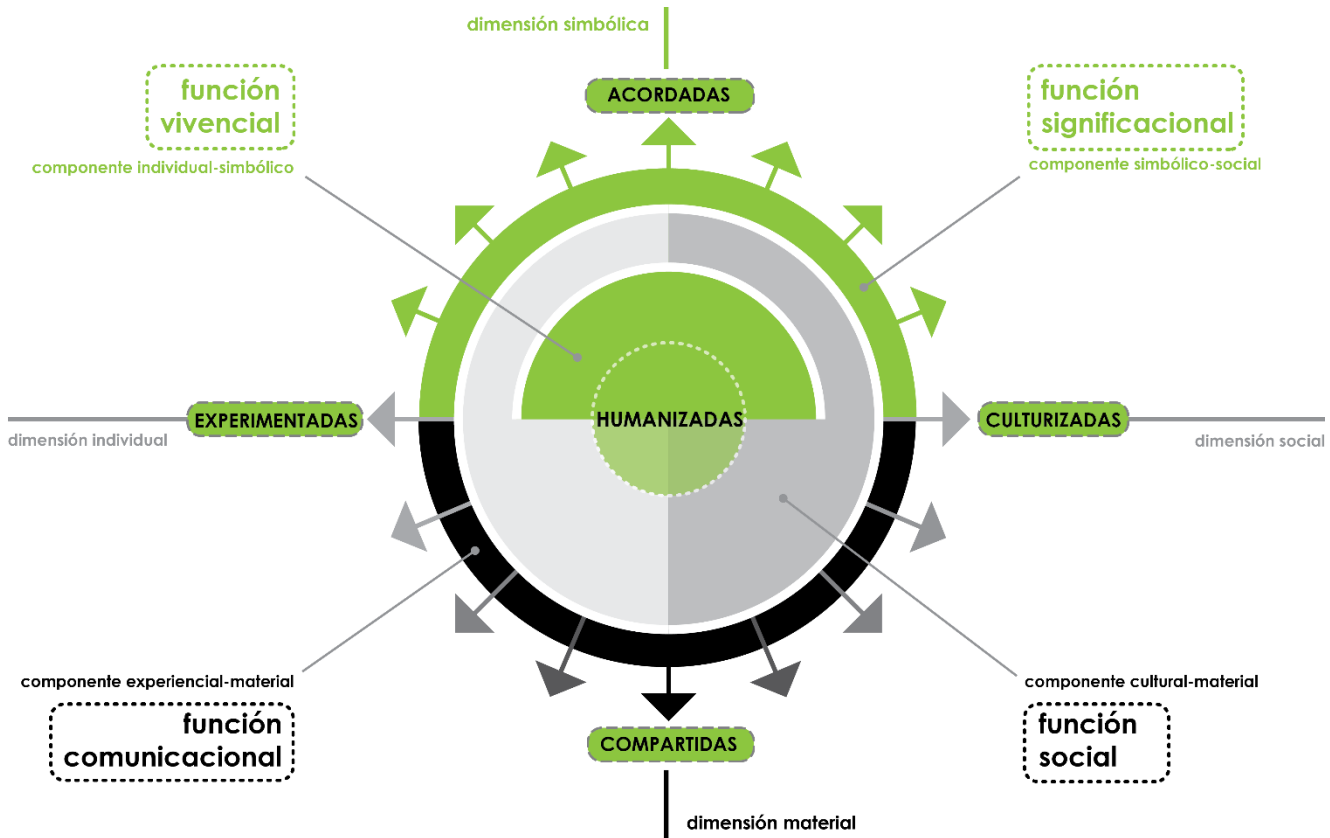 dimensión simbólica
ACORDADAS
función
vivencial
componente individual-simbólico
función
significacional
componente simbólico-social
EXPERIMENTADAS
dimensión individual
HUMANIZADAS
CULTURIZADAS
dimensión social
componente experiencial-material
función
comunicacional
componente cultural-material
función
social
COMPARTIDAS
dimensión material